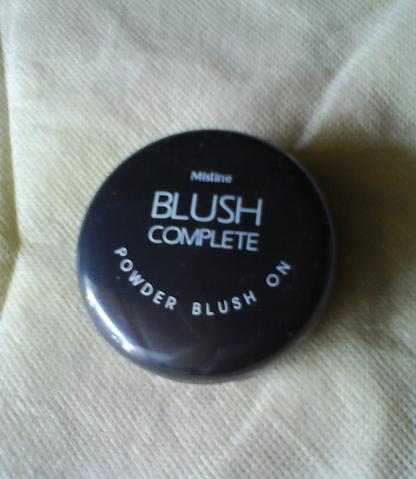 Mistine
BLUSH
COMPLETE
POWDER BLUSH ON